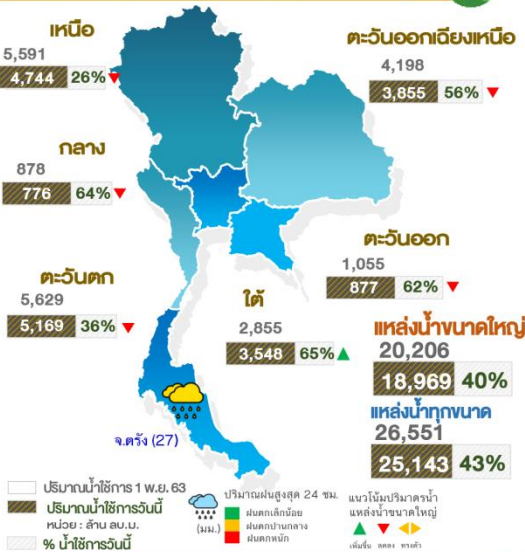 เหนือ
5,591
4,744 26%
ตะวันออกเฉียงเหนือ
4,198
3,855 56%
กลาง
878
776 64%
ตะวันออก
1,055
877 62%
ตะวันตก
5,629
5,169 36%
ใต้
2,855
3,548 65%
แหล่งน้ำขนาดใหญ่
20,206
18,969 40%
แหล่งน้ำทุกขนาด
26,551
25,143 43%
จ.ตรัง (27)
ปริมาณน้ำใช้การ 1 พ.ย. 63
ปริมาณน้ำใช้การวันนี้
หน่วย : ล้าน ลบ.ม.
% น้ำใช้การวันนี้
ปริมาณฝนสูงสุด 24 ชม.
(มม.)
ฝนตกเล็กน้อย
ฝนตกปานกลาง
ฝนตกหนัก
แนวโน้มปริมาตรน้ำ
แหล่งน้ำขนาดใหญ่
เพิ่มขึ้น ลดลง ทรงตัว